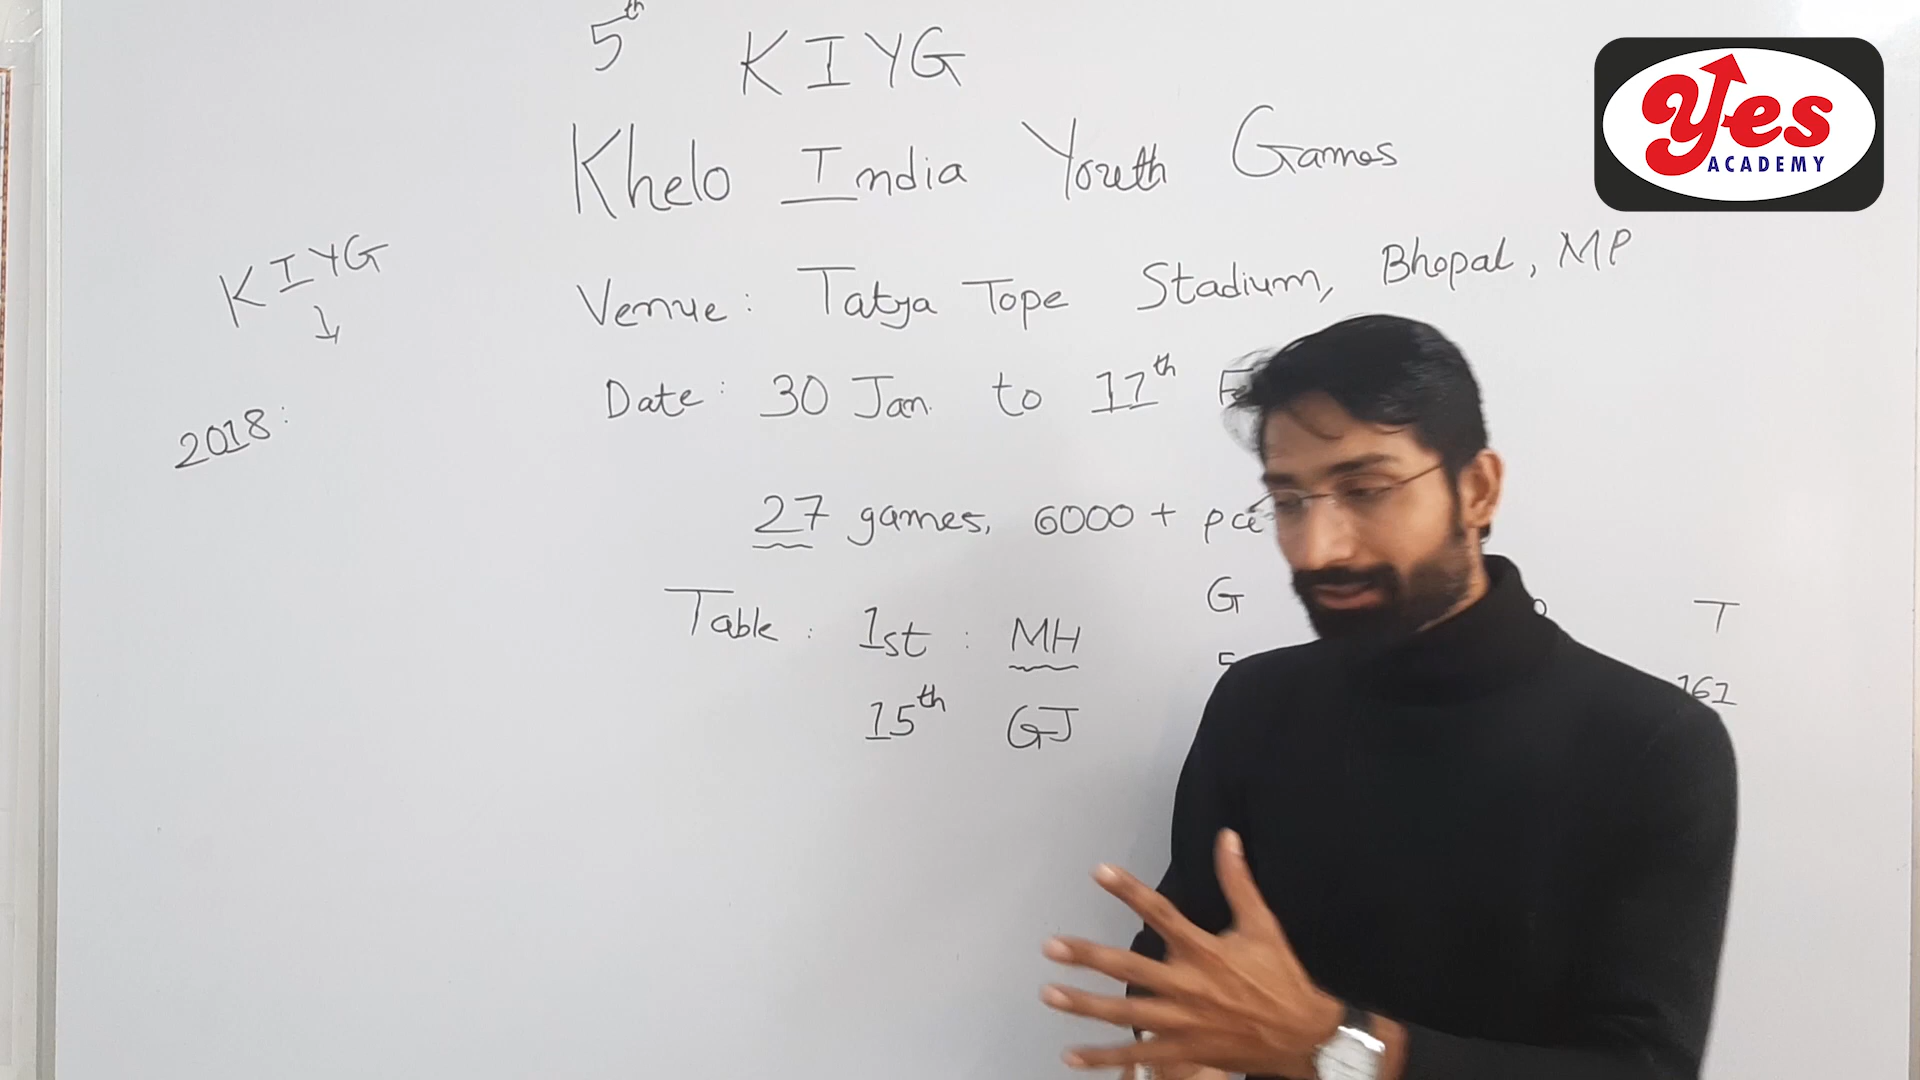 5th KIYG
Khelo India Youth Games
Yes
ACADEMY
KIYG
2018:
Venue: Tatya Tope Stadium, Bhopal, MP
Date: 30 Jan. to 11th
27 games, 6000+
G T
Table: 1st: MH 161
15th GJ